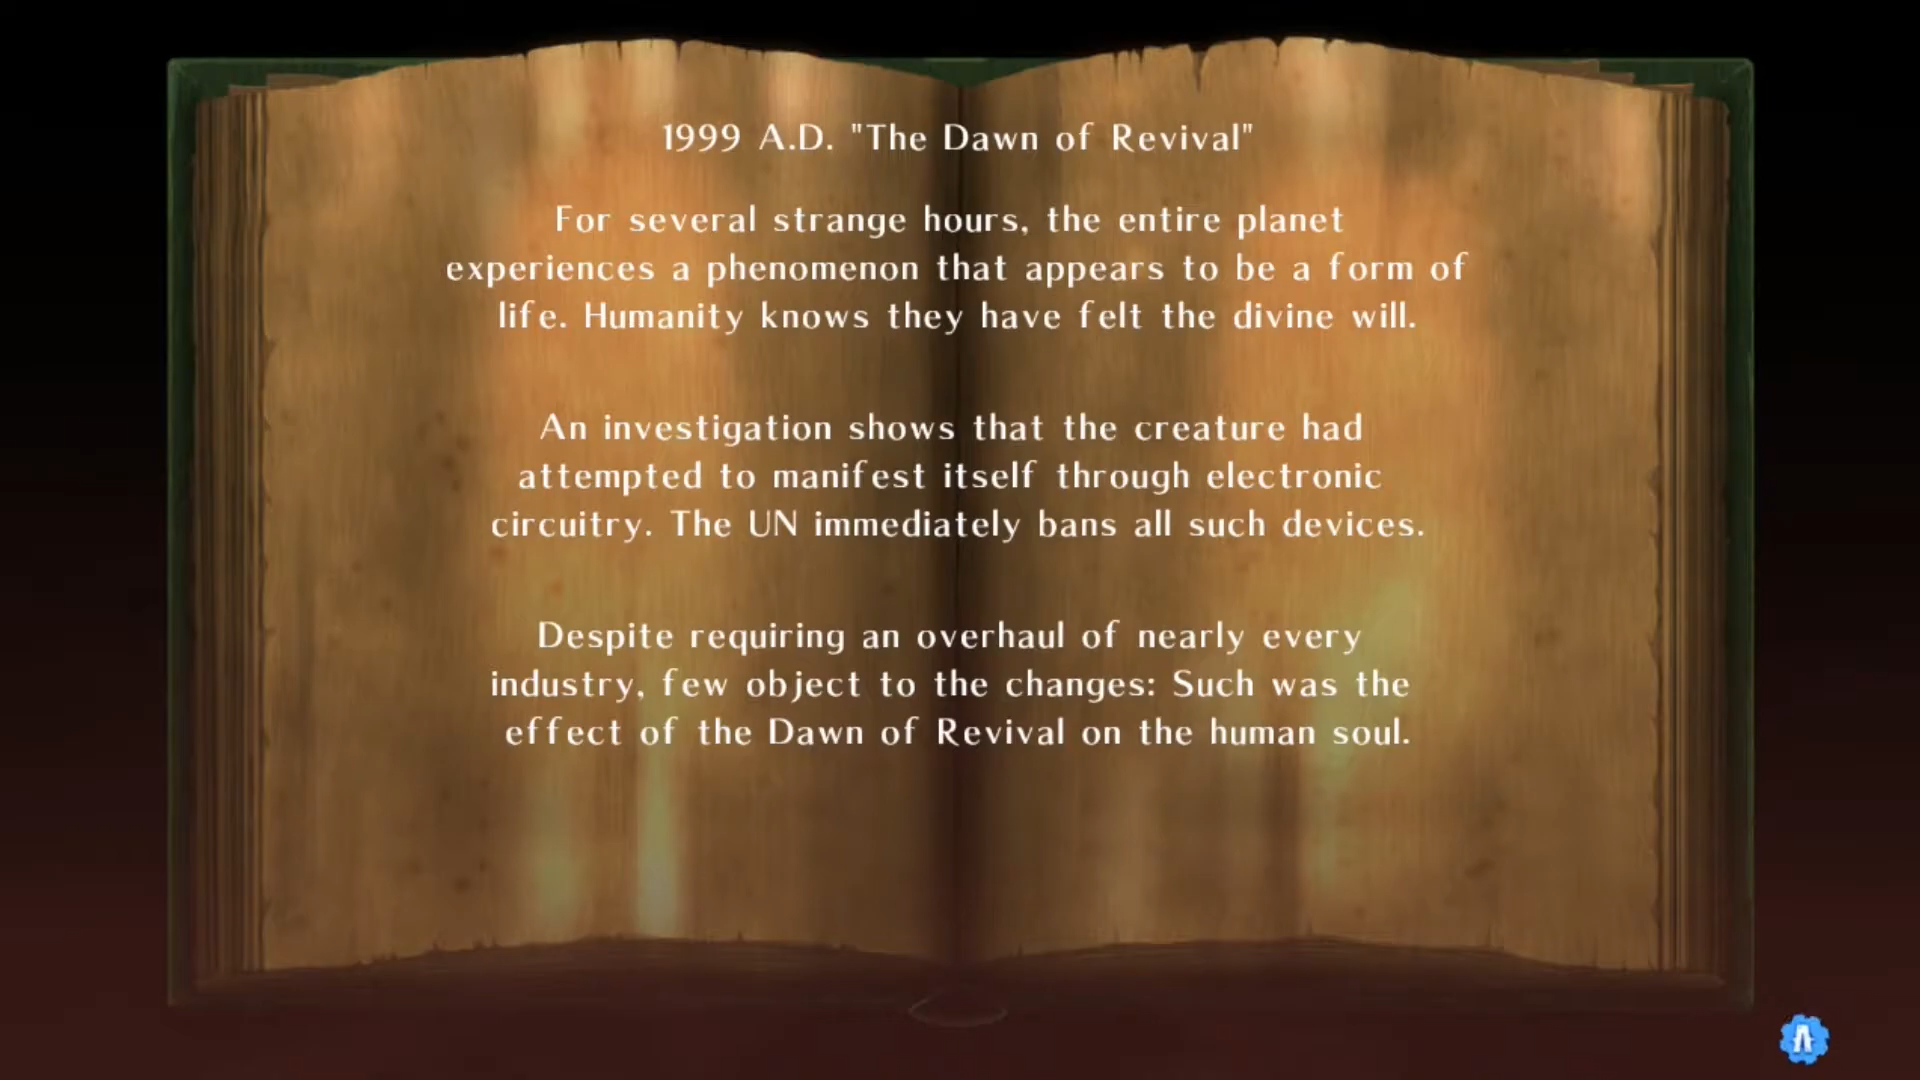 1999 A.D. "The Dawn of Revival"
For several strange hours, the entire planet
experiences a phenomenon that appears to be a form of
life. Humanity knows they have felt the divine will.
An investigation shows that the creature had
attempted to manifest itself through electronic
circuitry. The UN immediately bans all such devices.
Despite requiring an overhaul of nearly every
industry, few object to the changes: Such was the
effect of the Dawn of Revival on the human soul.